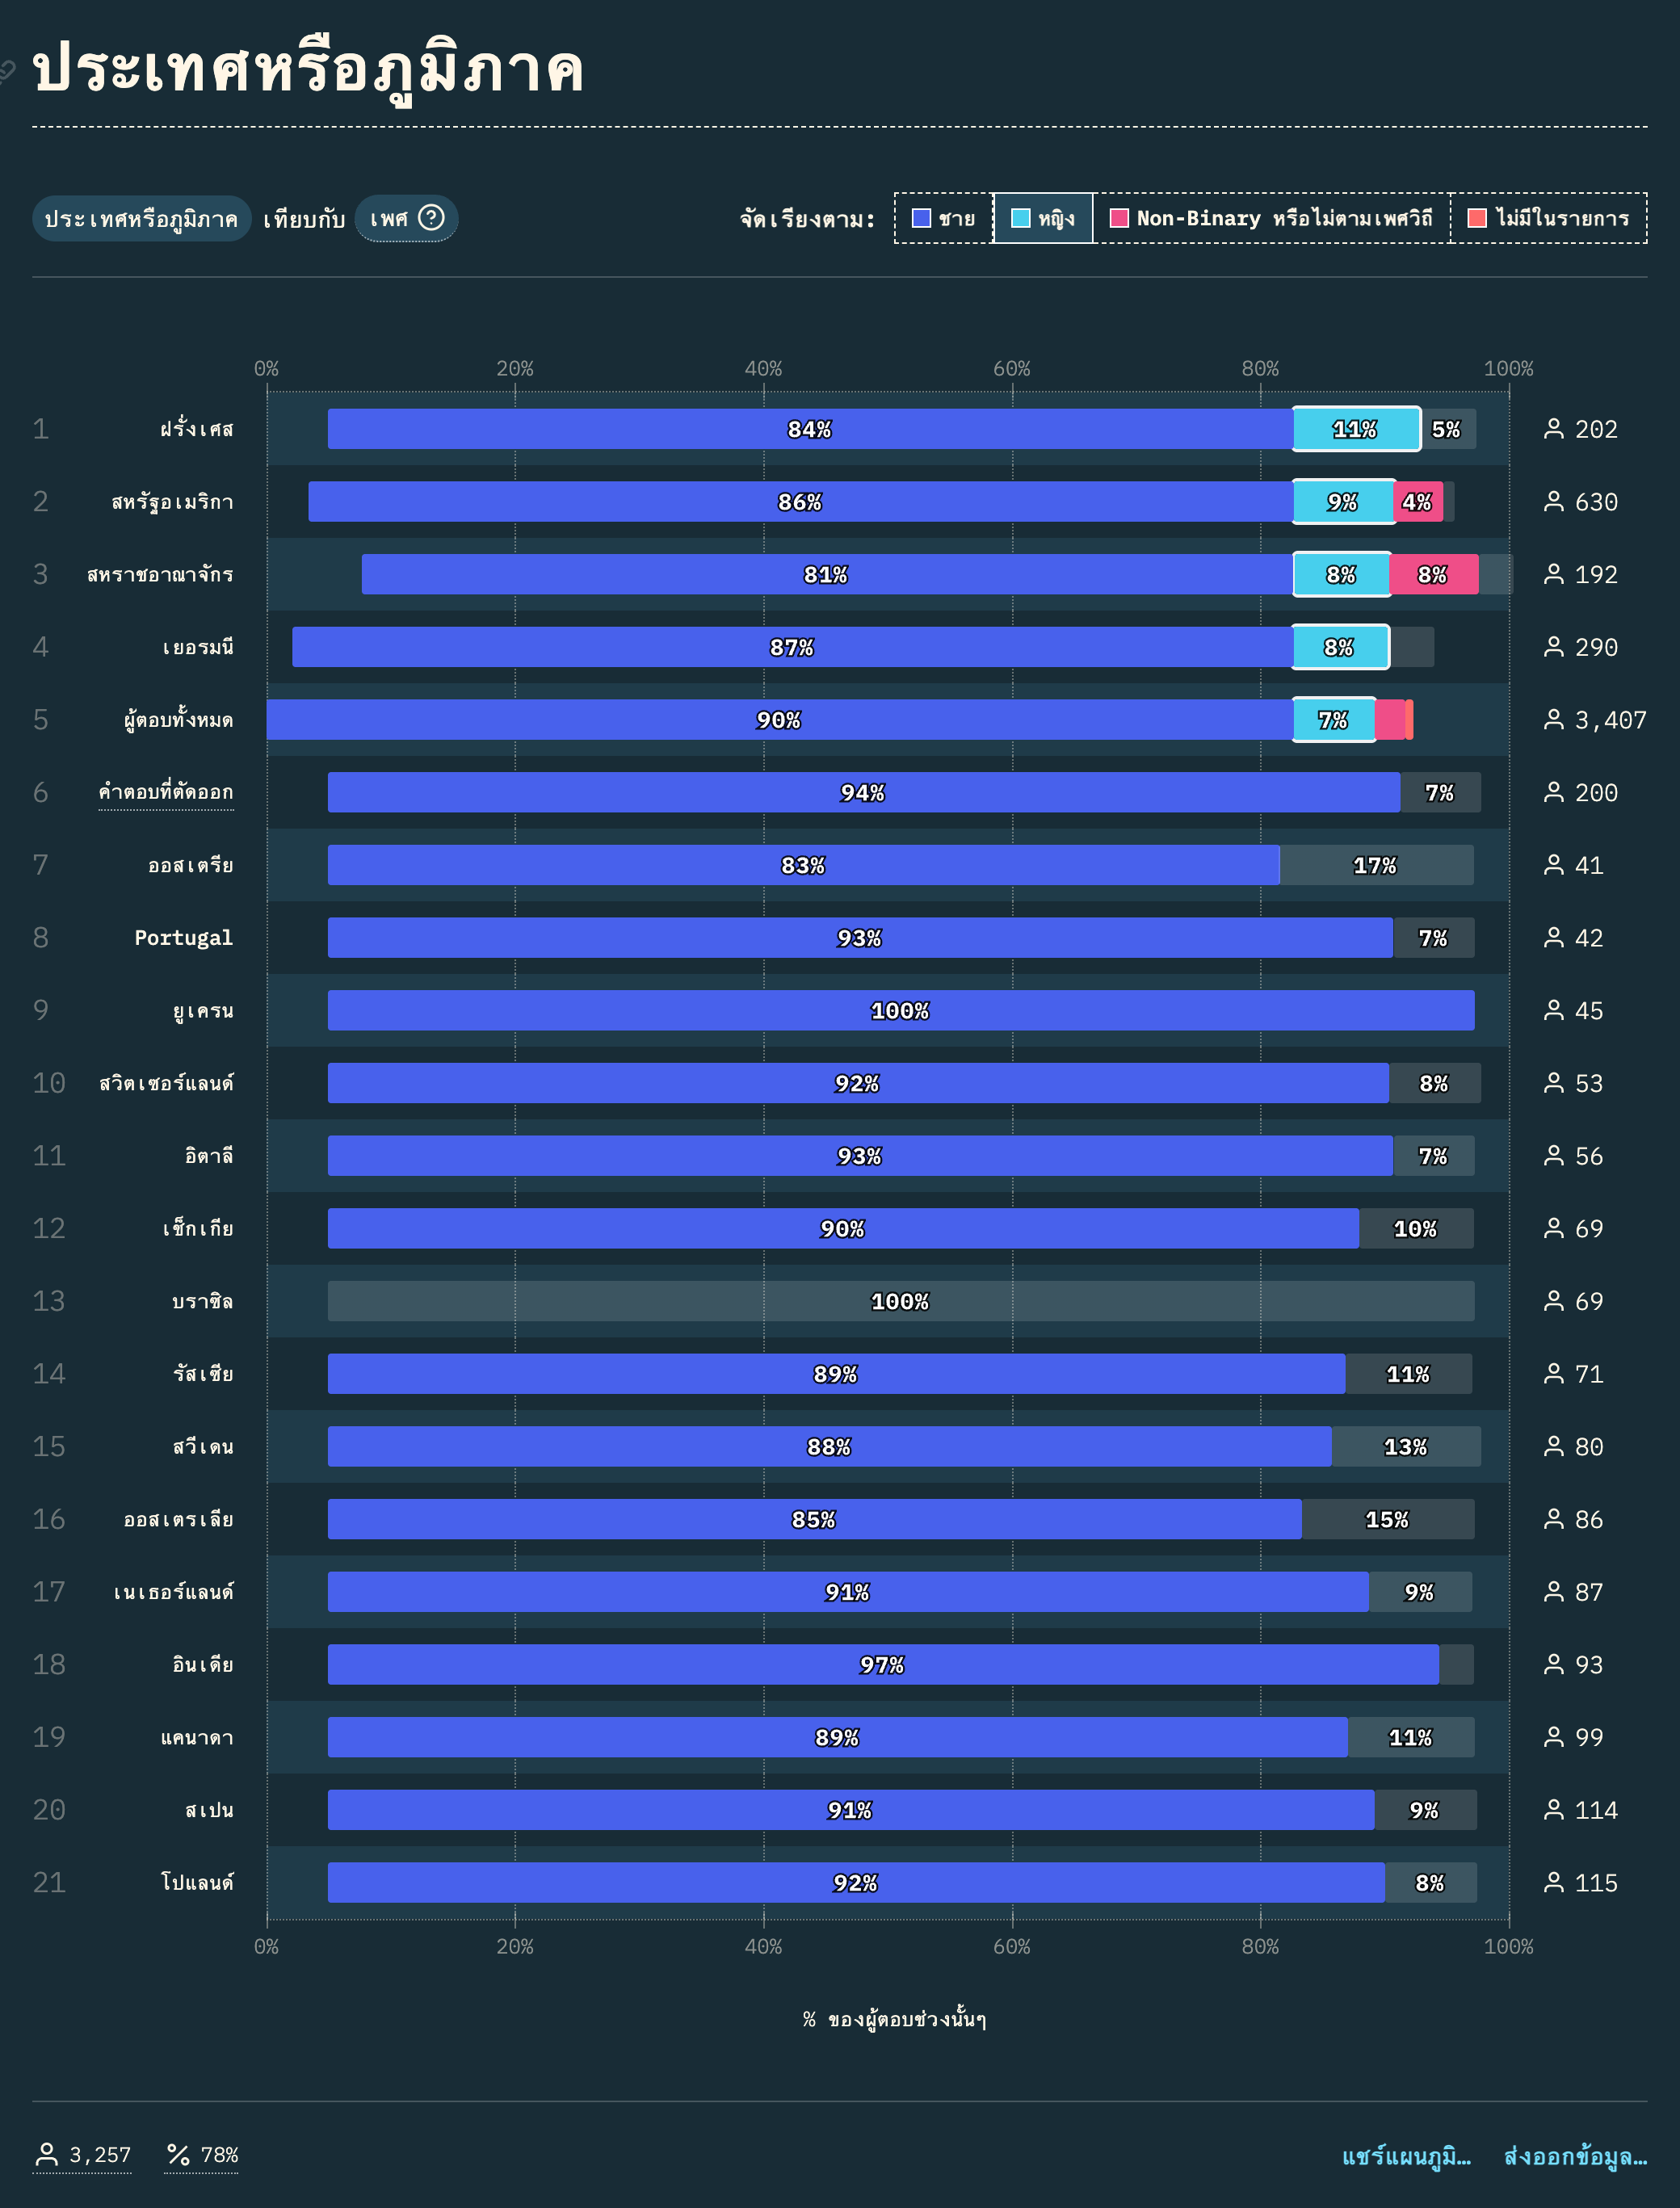 ประเทศหรือภูมิภาค
ประเทศหรือภูมิภาค เทียบกับ เพศ
จัดเรียงตาม: ชาย หญิง Non-Binary หรือไม่ตามเพศวิถี ไม่มีในรายการ
0% 20% 40% 60% 80% 100%
1 ฝรั่งเศส 84% 11% 5% 202
2 สหรัฐอเมริกา 86% 9% 4% 630
3 สหราชอาณาจักร 81% 8% 8% 192
4 เยอรมนี 87% 8% 290
5 ผู้ตอบทั้งหมด 90% 7% 3,407
6 คำตอบที่ตัดออก 94% 7% 200
7 ออสเตรีย 83% 17% 41
8 Portugal 93% 7% 42
9 ยูเครน 100% 45
10 สวิตเซอร์แลนด์ 92% 8% 53
11 อิตาลี 93% 7% 56
12 เช็กเกีย 90% 10% 69
13 บราซิล 100% 69
14 รัสเซีย 89% 11% 71
15 สวีเดน 88% 13% 80
16 ออสเตรเลีย 85% 15% 86
17 เนเธอร์แลนด์ 91% 9% 87
18 อินเดีย 97% 93
19 แคนาดา 89% 11% 99
20 สเปน 91% 9% 114
21 โปแลนด์ 92% 8% 115
0% 20% 40% 60% 80% 100%
% ของผู้ตอบช่วงนั้นๆ
3,257 78% แชร์แผนภูมิ… ส่งออกข้อมูล…